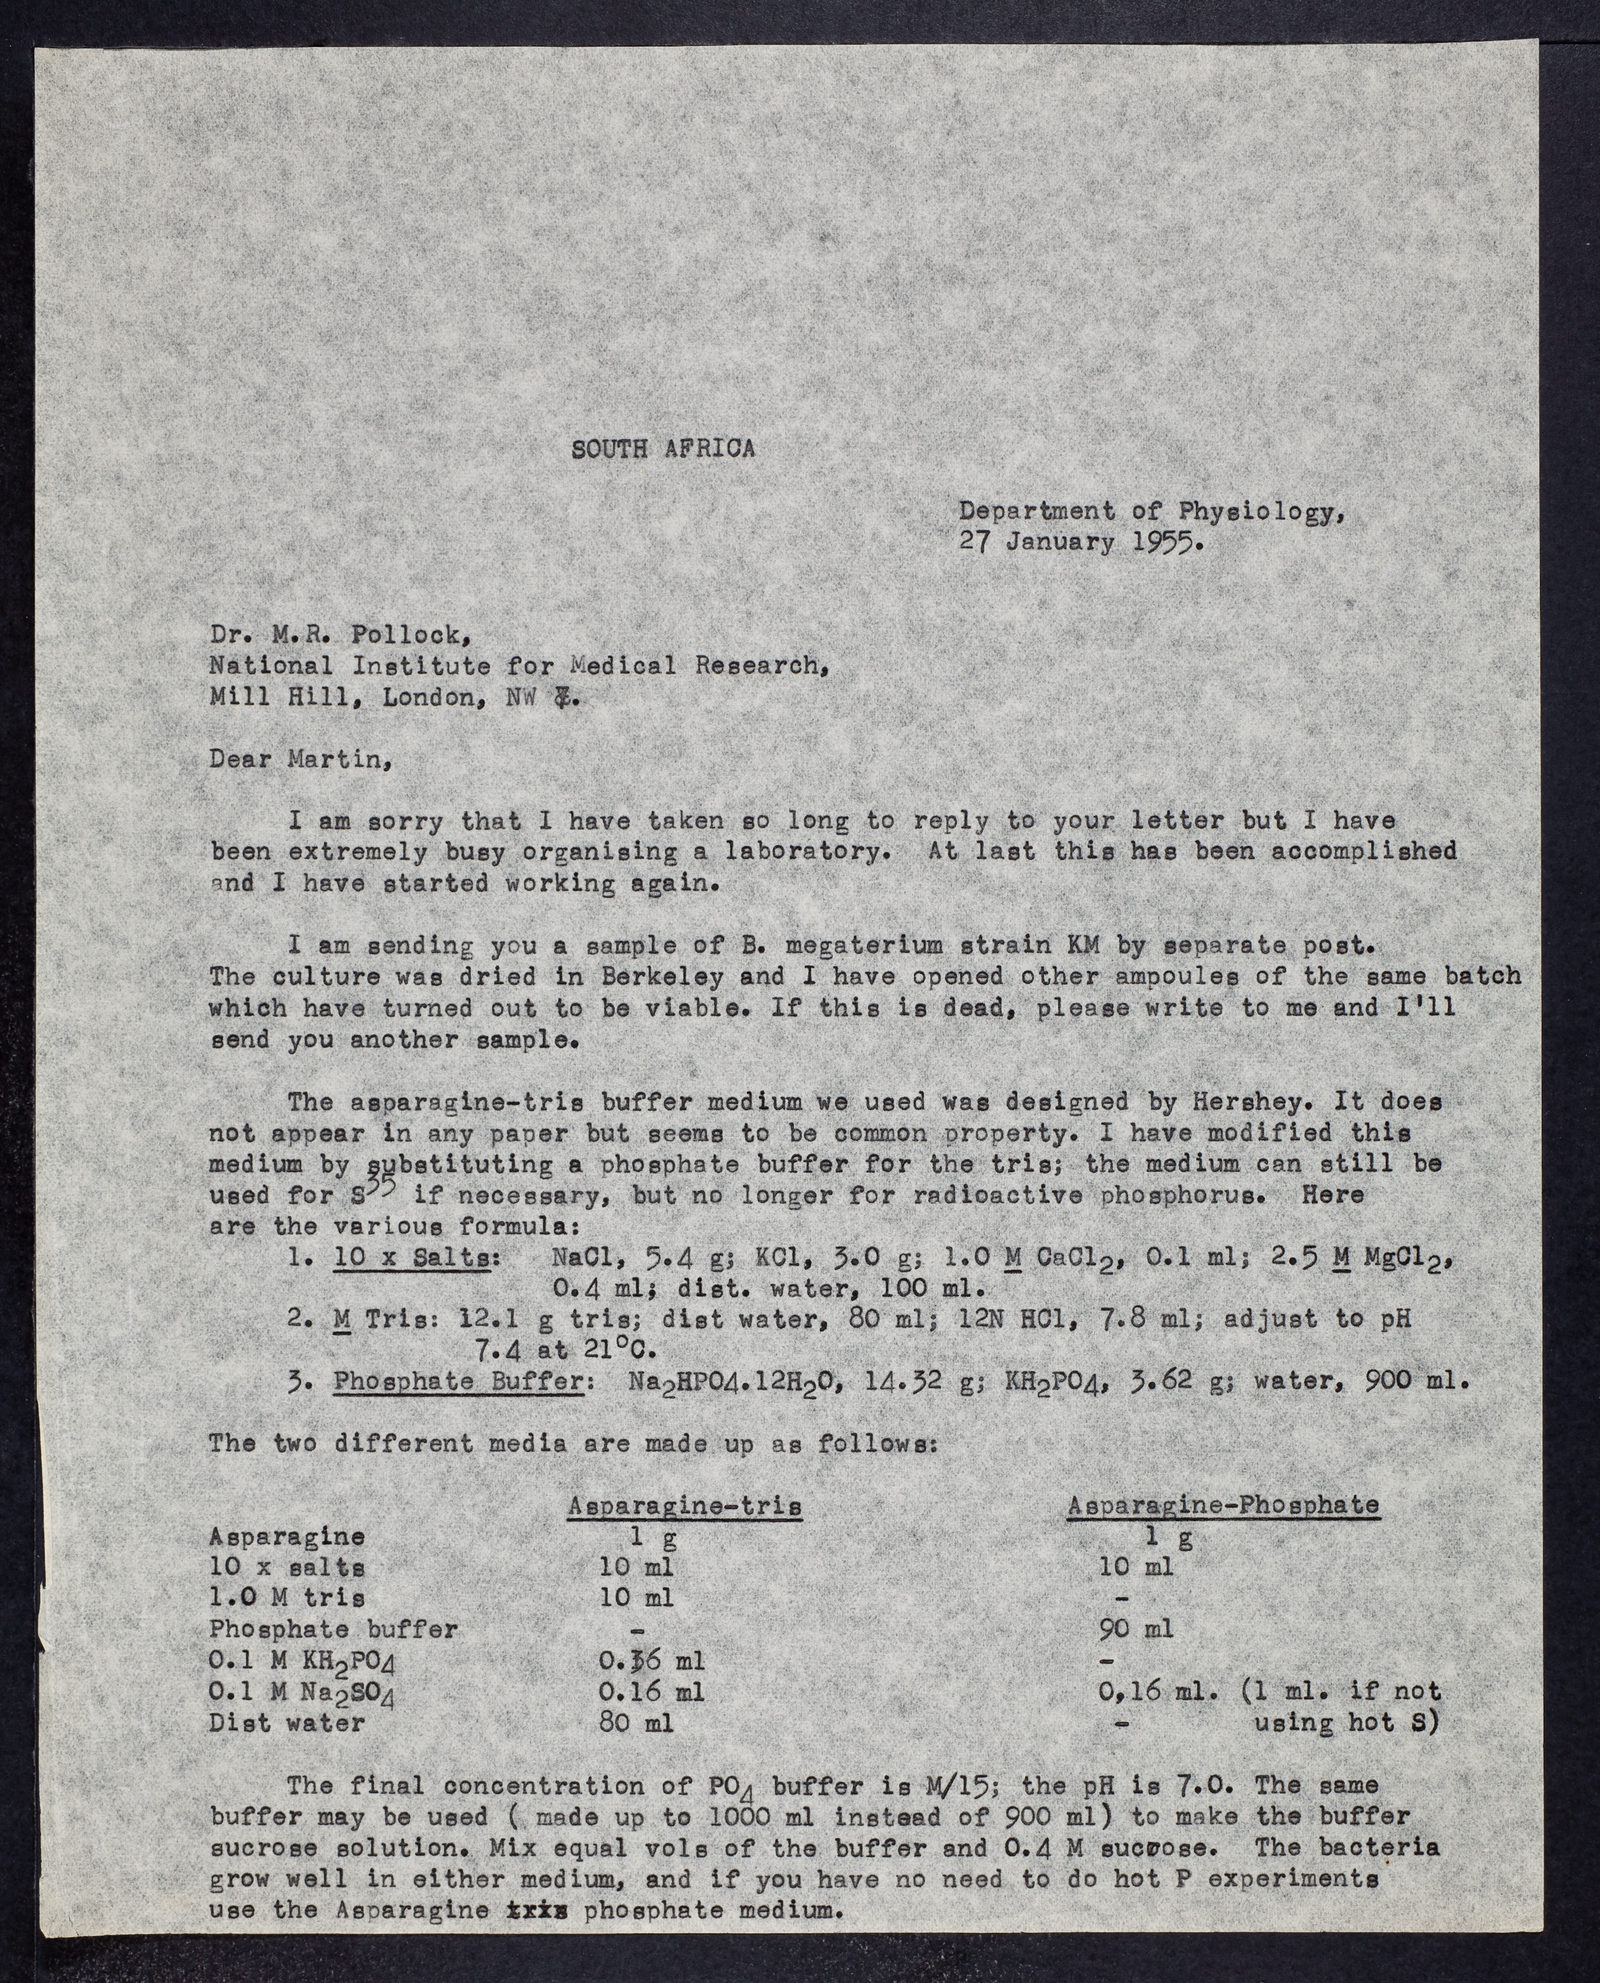 SOUTH AFRICA
Department of Physiology,
27 January 1955.
Dr. M.R. Pollock,
National Institute for Medical Research,
Mill Hill, London, NW 7.
Dear Martin,
I am sorry that I have taken so long to reply to your letter but I have
been extremely busy organising a laboratory. At last this has been accomplished
and I have started working again.
I am sending you a sample of B. megaterium strain KM by separate post.
The culture was dried in Berkeley and I have opened other ampoules of the same batch
which have turned out to be viable. If this is dead, please write to me and I'll
send you another sample.
The asparagine-tris buffer medium we used was designed by Hershey. It does
not appear in any paper but seems to be common property. I have modified this
medium by substituting a phosphate buffer for the tris; the medium can still be
used for S35 if necessary, but no longer for radioactive phosphorus. Here
are the various formula:
1. 10 x Salts: NaCl, 5.4 g; KCl, 3.0 g; 1.0 M CaCl2, 0.1 ml; 2.5 M MgCl2,
0.4 ml; dist. water, 100 ml.
2. M Tris: 12.1 g tris; dist water, 80 ml; 12N HCl, 7.8 ml; adjust to pH
7.4 at 21°C.
3. Phosphate Buffer: Na2HPO4.12H2O, 14.32 g; KH2PO4, 3.62 g; water, 900 ml.
The two different media are made up as follows:
Asparagine-tris Asparagine-Phosphate
Asparagine 1 g 1 g
10 x salts 10 ml 10 ml
1.0 M tris 10 ml -
Phosphate buffer - 90 ml
0.1 M KH2PO4 0.36 ml -
0.1 M Na2SO4 0.16 ml 0,16 ml. (1 ml. if not
Dist water 80 ml - using hot S)
The final concentration of PO4 buffer is M/15; the pH is 7.0. The same
buffer may be used ( made up to 1000 ml instead of 900 ml) to make the buffer
sucrose solution. Mix equal vols of the buffer and 0.4 M sucrose. The bacteria
grow well in either medium, and if you have no need to do hot P experiments
use the Asparagine tris phosphate medium.